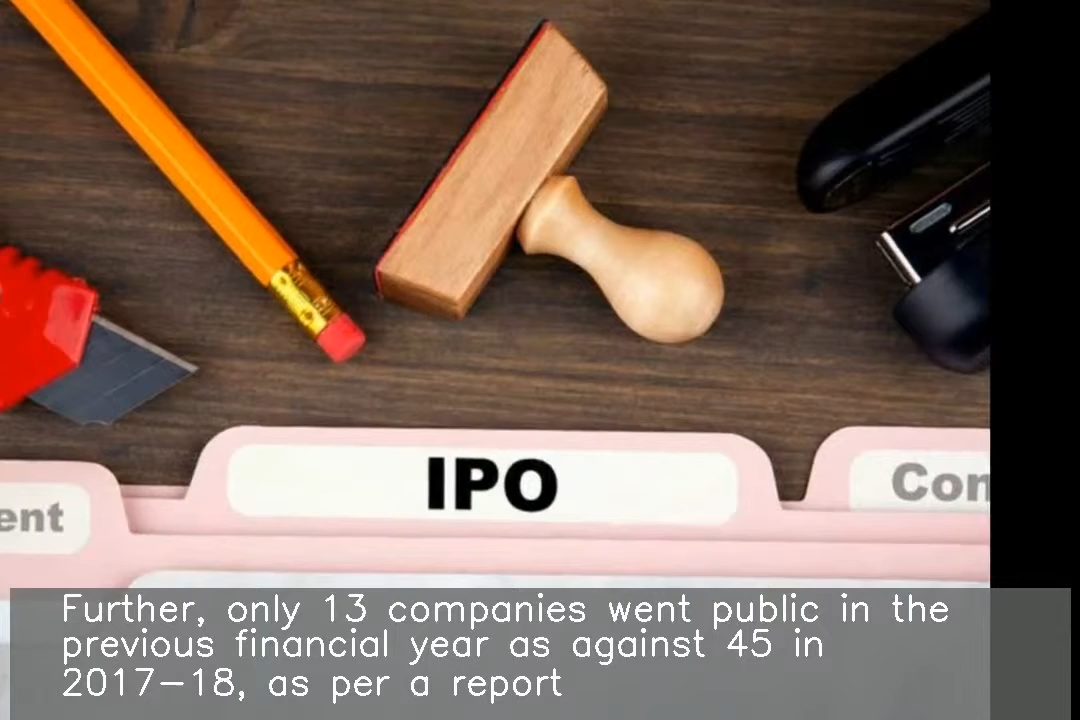 IPO
Con
ent
Further, only 13 companies went public in the
previous financial year as against 45 in
2017-18, as per a report